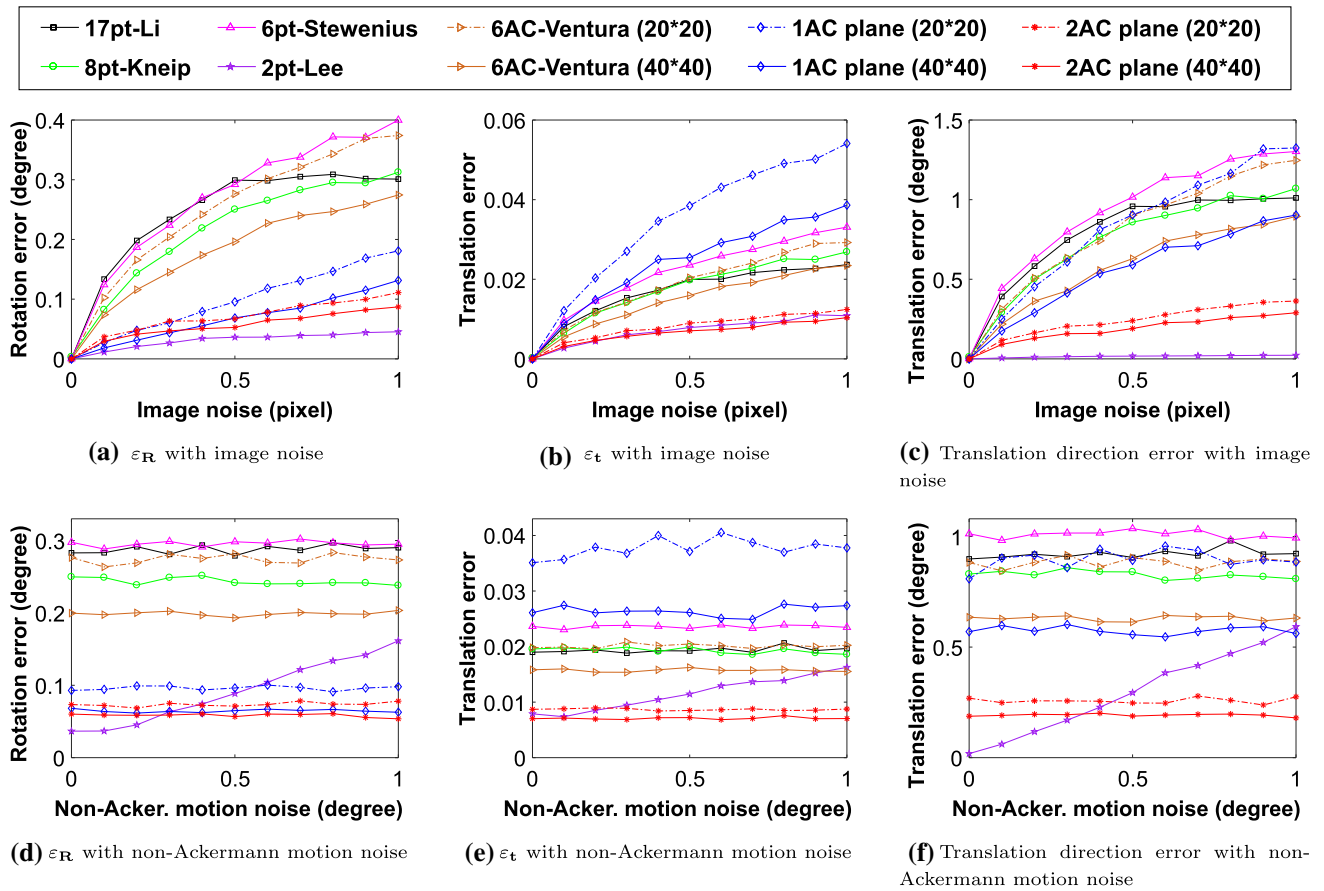 17pt-Li 6pt-Stewenius 6AC-Ventura (20*20) 1AC plane (20*20) 2AC plane (20*20)
8pt-Kneip 2pt-Lee 6AC-Ventura (40*40) 1AC plane (40*40) 2AC plane (40*40)
Rotation error (degree)
0.4
0.3
0.2
0.1
0
0 0.5 1
Image noise (pixel)
(a) εR with image noise
Translation error
0.06
0.04
0.02
0
0 0.5 1
Image noise (pixel)
(b) εt with image noise
Translation error (degree)
1.5
1
0.5
0
0 0.5 1
Image noise (pixel)
(c) Translation direction error with image
noise
Rotation error (degree)
0.3
0.2
0.1
0
0 0.5 1
Non-Acker. motion noise (degree)
(d) εR with non-Ackermann motion noise
Translation error
0.04
0.03
0.02
0.01
0
0 0.5 1
Non-Acker. motion noise (degree)
(e) εt with non-Ackermann motion noise
Translation error (degree)
1
0.5
0
0 0.5 1
Non-Acker. motion noise (degree)
(f) Translation direction error with non-
Ackermann motion noise